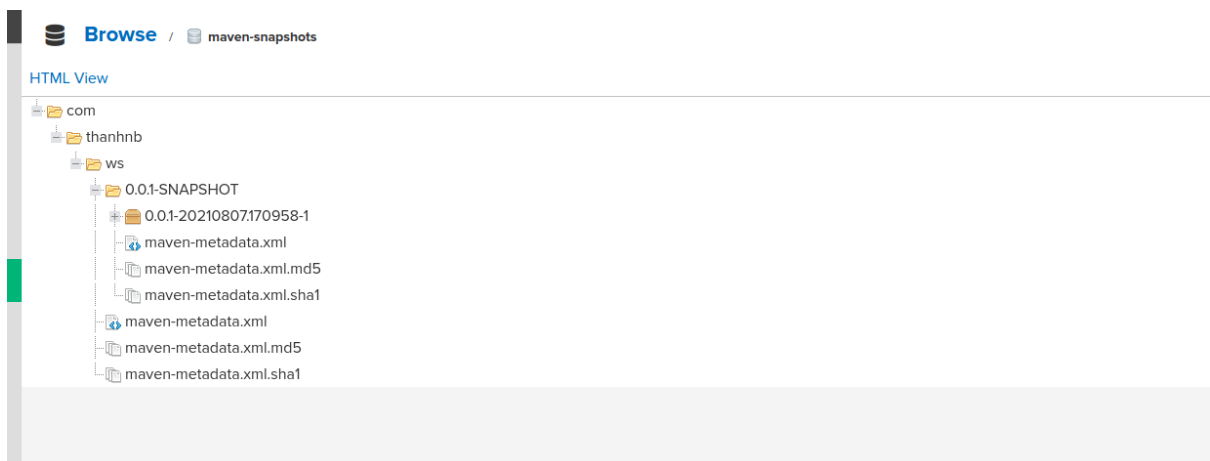 Browse / maven-snapshots
HTML View
com
thanhnb
ws
0.0.1-SNAPSHOT
0.0.1-20210807.170958-1
maven-metadata.xml
maven-metadata.xml.md5
maven-metadata.xml.sha1
maven-metadata.xml
maven-metadata.xml.md5
maven-metadata.xml.sha1